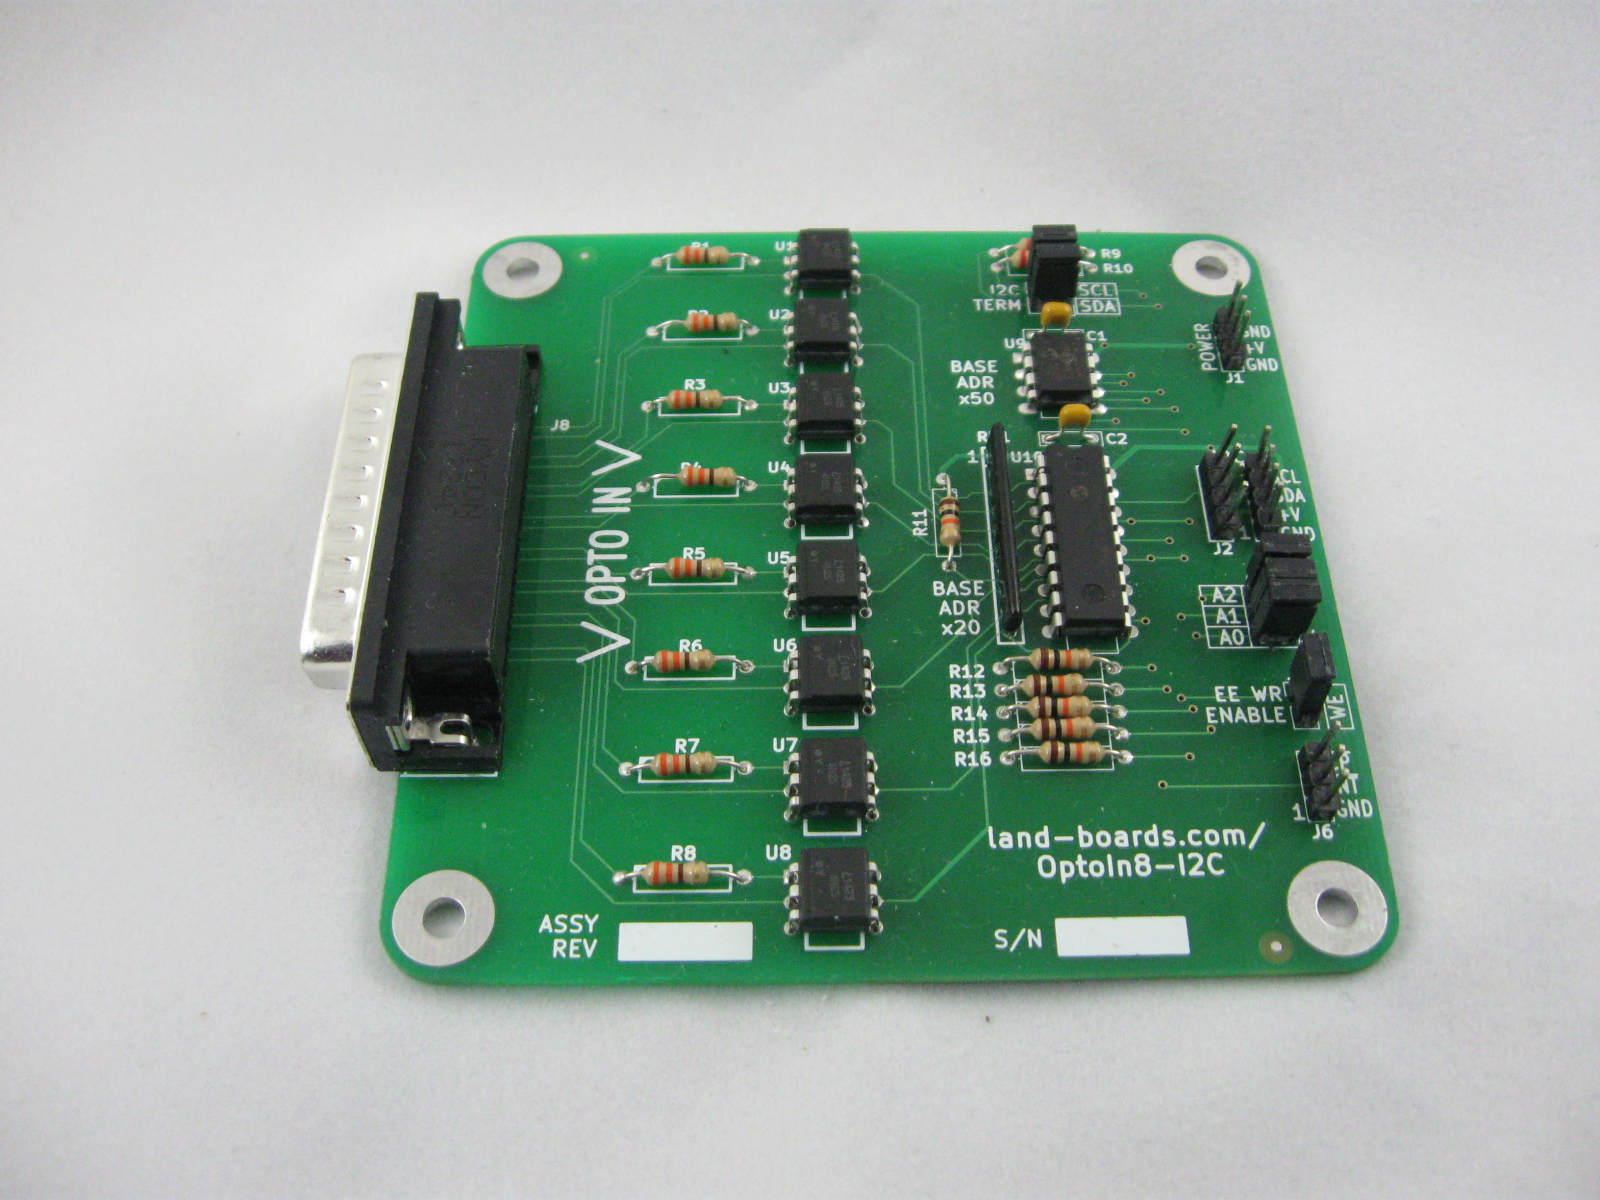 R1
U1
R9
R10
I2C
TERM
SCL
SDA
R2
U2
POWER
GND
+V
GND
J1
U9
C1
BASE
ADR
x50
R3
U3
J8
C2
R4
U4
OPTO IN
R11
J2
GND
R5
U5
BASE
ADR
x20
A2
A1
A0
R6
U6
R12
R13
R14
R15
R16
EE WR
ENABLE
WE
R7
U7
1
GND
J6
land-boards.com/
OptoIn8-I2C
R8
U8
ASSY
REV
S/N